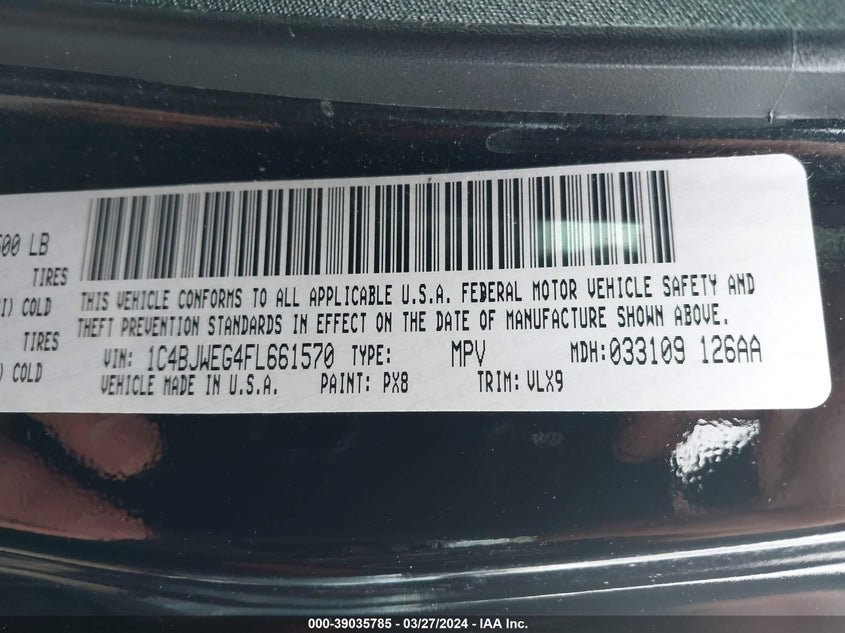 500 LB
TIRES
I) COLD
TIRES
) COLD
THIS VEHICLE CONFORMS TO ALL APPLICABLE U.S.A. FEDERAL MOTOR VEHICLE SAFETY AND
THEFT PREVENTION STANDARDS IN EFFECT ON THE DATE OF MANUFACTURE SHOWN ABOVE.
VIN: 1C4BJWEG4FL661570 TYPE: MPV MDH:033109 126AA
VEHICLE MADE IN U.S.A. PAINT: PX8 TRIM: VLX9
000-39035785 - 03/27/2024 - IAA Inc.